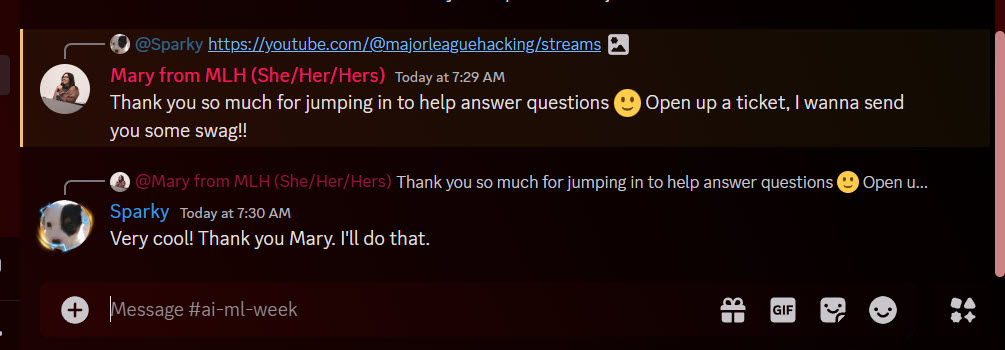 @Sparky https://youtube.com/@majorleaguehacking/streams
Mary from MLH (She/Her/Hers) Today at 7:29 AM
Thank you so much for jumping in to help answer questions 🙂 Open up a ticket, I wanna send
you some swag!!
@Mary from MLH (She/Her/Hers) Thank you so much for jumping in to help answer questions 🙂 Open u...
Sparky Today at 7:30 AM
Very cool! Thank you Mary. I'll do that.
Message #ai-ml-week
GIF